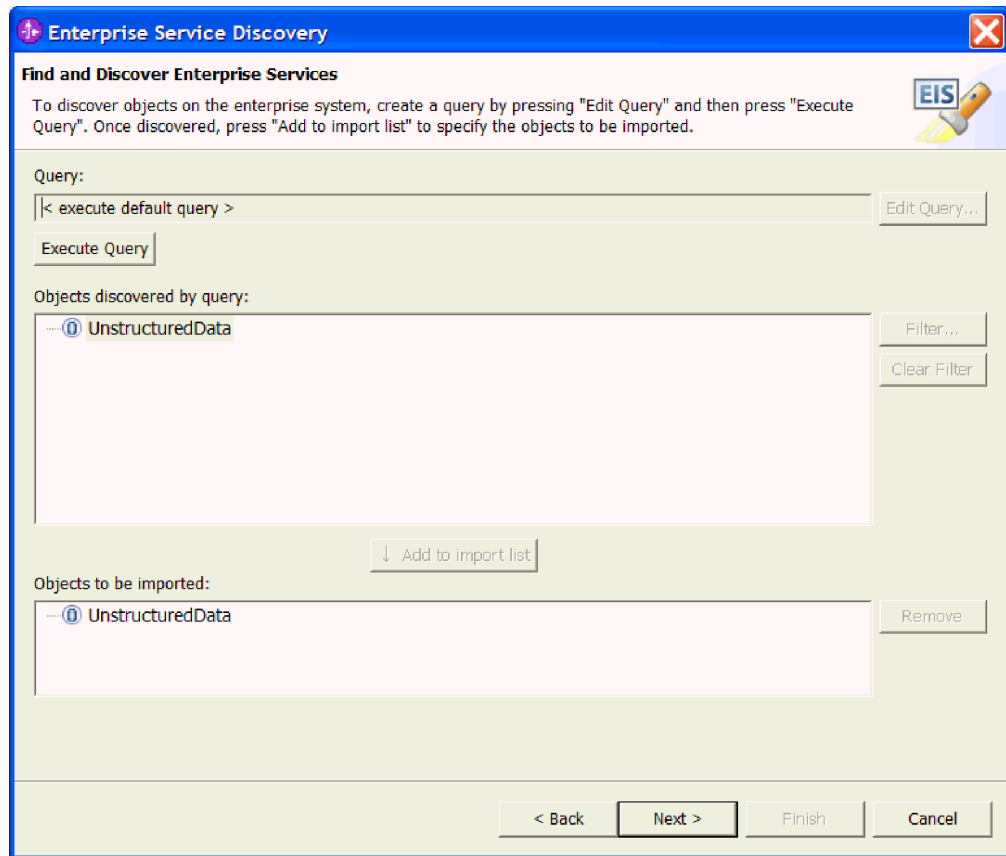 Enterprise Service Discovery
Find and Discover Enterprise Services
To discover objects on the enterprise system, create a query by pressing "Edit Query" and then press "Execute
Query". Once discovered, press "Add to import list" to specify the objects to be imported.
EIS
Query:
< execute default query >
Edit Query...
Execute Query
Objects discovered by query:
UnstructuredData
Filter...
Clear Filter
↓ Add to import list
Objects to be imported:
UnstructuredData
Remove
< Back
Next >
Finish
Cancel